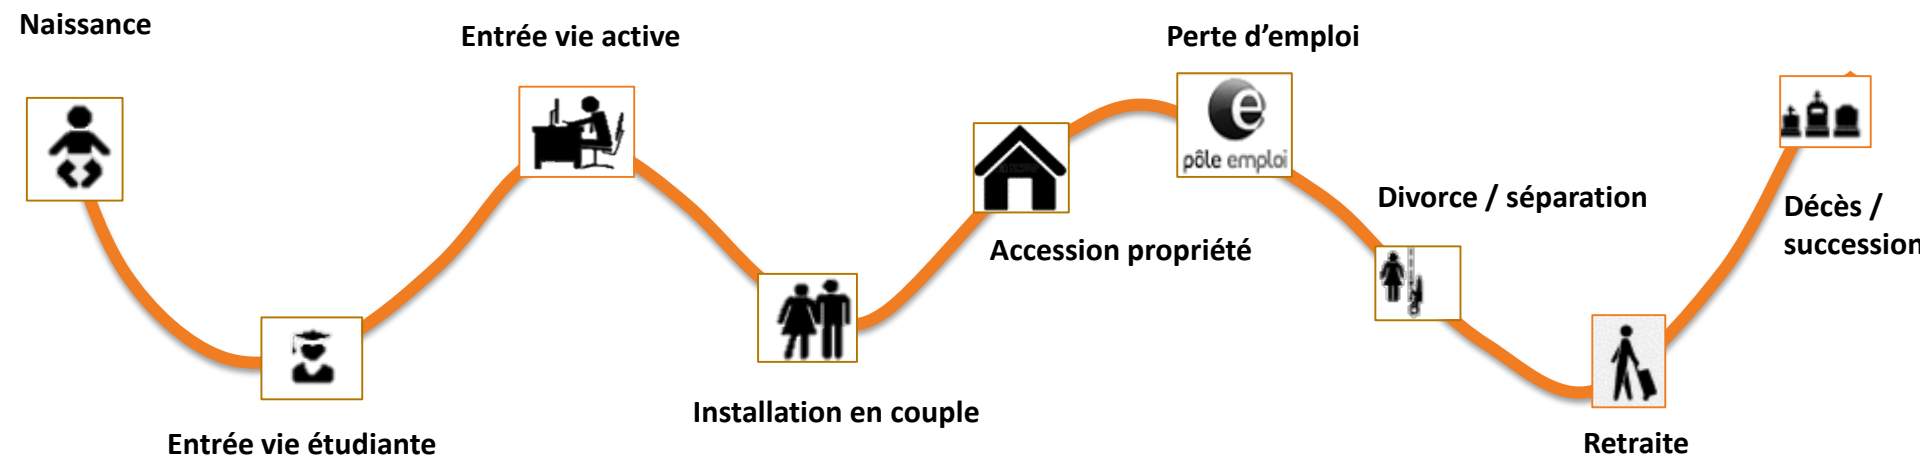 Naissance
Entrée vie étudiante
Entrée vie active
Installation en couple
Accession propriété
Perte d’emploi
e
pôle emploi
Divorce / séparation
Retraite
Décès /
succession